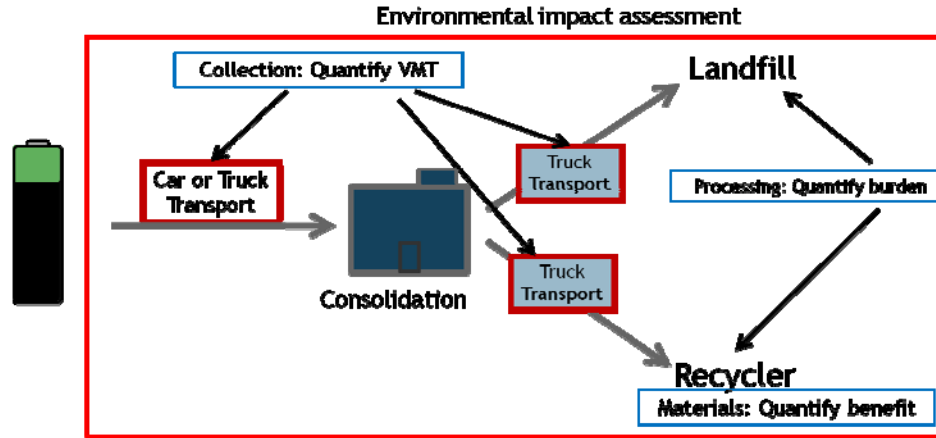 Environmental impact assessment
Collection: Quantify VMT
Landfill
Car or Truck
Transport
Truck
Transport
Processing: Quantify burden
Truck
Transport
Consolidation
Recycler
Materials: Quantify benefit